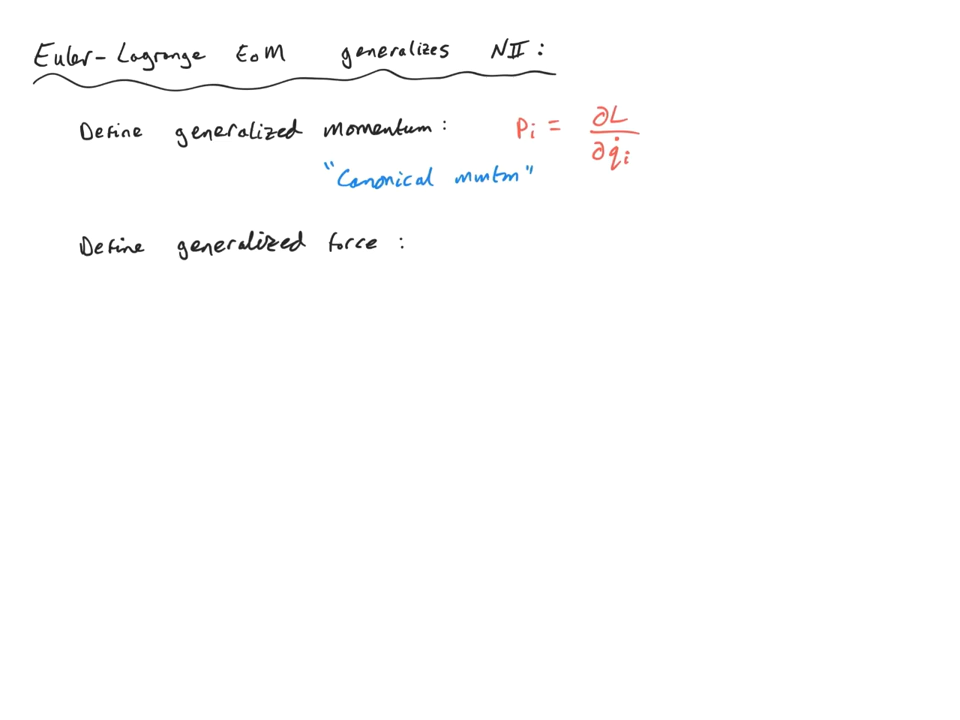 Euler-Lagrange EoM generalizes NII:
Define generalized momentum: pᵢ = ∂L/∂q̇ᵢ
"Canonical mmtm"
Define generalized force: